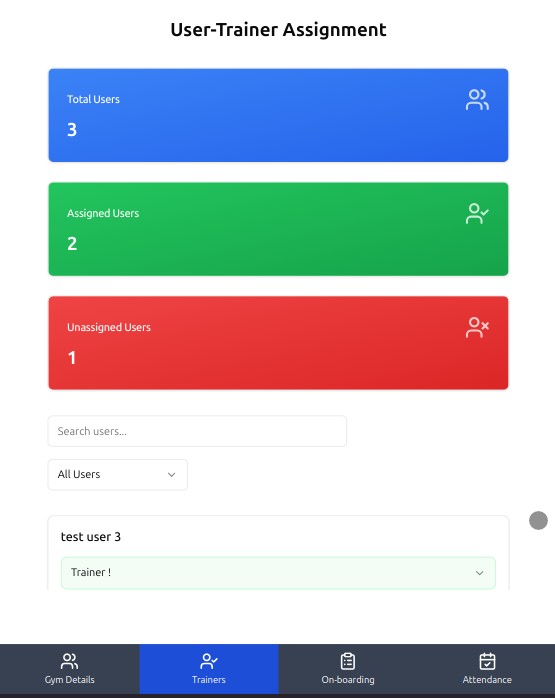 User-Trainer Assignment
Total Users
3
Assigned Users
2
Unassigned Users
1
Search users...
All Users
test user 3
Trainer !
Gym Details
Trainers
On-boarding
Attendance